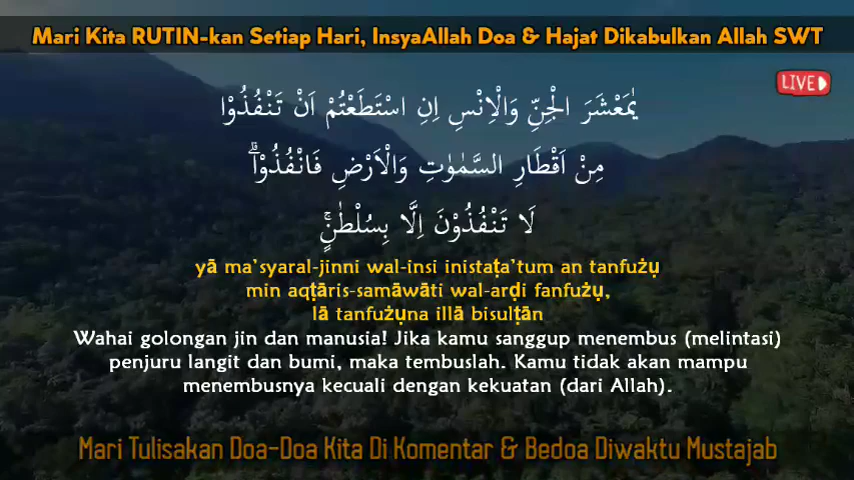 Mari Kita RUTIN-kan Setiap Hari, InsyaAllah Doa & Hajat Dikabulkan Allah SWT
LIVE
يٰمَعْشَرَ الْجِنِّ وَالْاِنْسِ اِنِ اسْتَطَعْتُمْ اَنْ تَنْفُذُوْا
مِنْ اَقْطَارِ السَّمٰوٰتِ وَالْاَرْضِ فَانْفُذُوْاۗ
لَا تَنْفُذُوْنَ اِلَّا بِسُلْطٰنٍۚ
yā ma’syaral-jinni wal-insi inistaṭa’tum an tanfużụ
min aqṭāris-samāwāti wal-arḍi fanfużụ,
lā tanfużụna illā bisulṭān
Wahai golongan jin dan manusia! Jika kamu sanggup menembus (melintasi)
penjuru langit dan bumi, maka tembuslah. Kamu tidak akan mampu
menembusnya kecuali dengan kekuatan (dari Allah).
Mari Tulisakan Doa-Doa Kita Di Komentar & Bedoa Diwaktu Mustajab